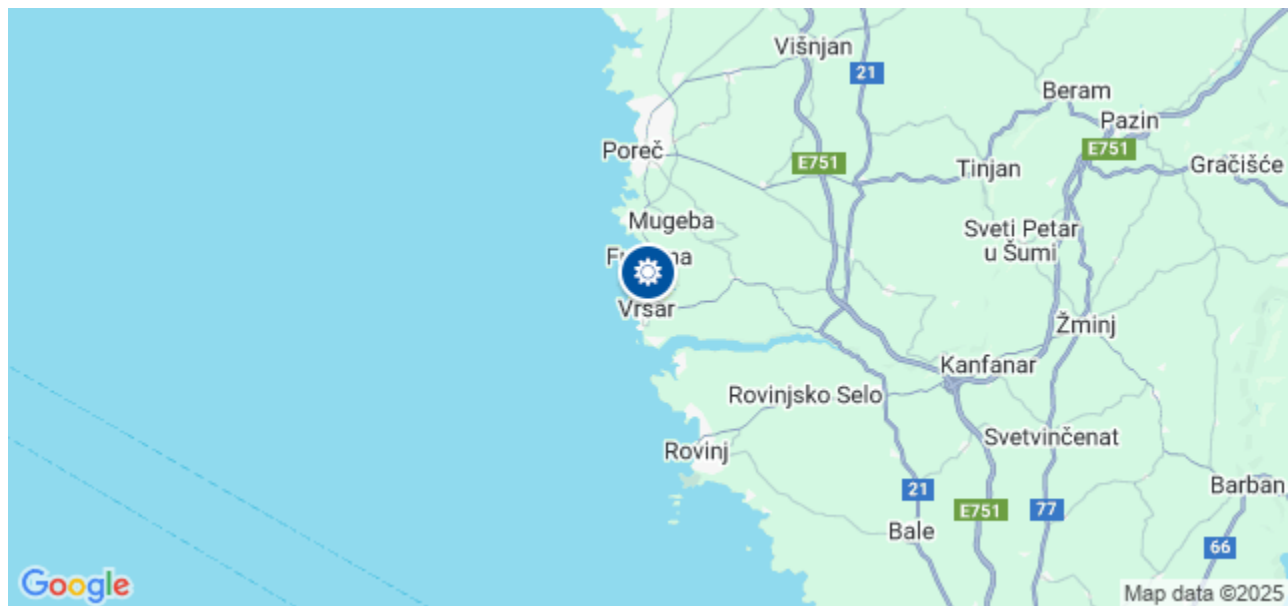 Višnjan
21
Beram
Pazin
Poreč
E751
E751
Tinjan
Gračišće
Mugeba
Sveti Petar
u Šumi
Vrsar
Žminj
Kanfanar
Rovinjsko Selo
Svetvinčenat
Rovinj
21
E751
77
Barban
Bale
66
Google
Map data ©2025